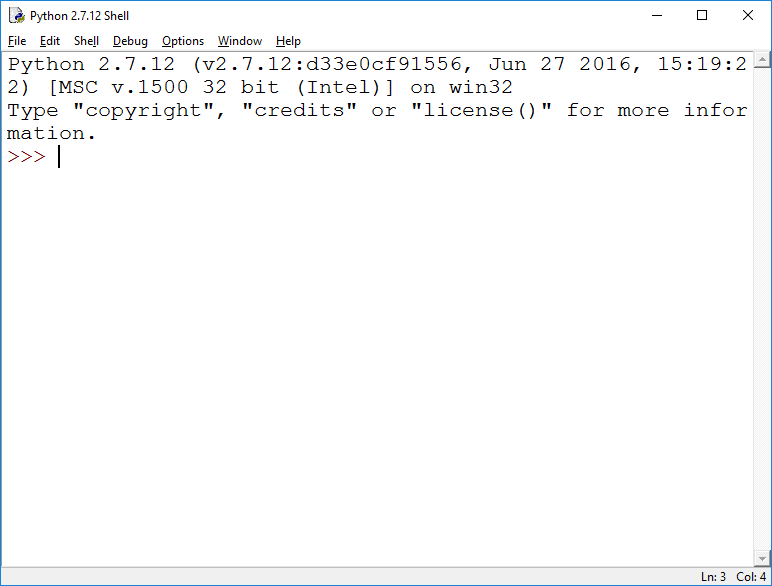 Python 2.7.12 Shell
File Edit Shell Debug Options Window Help
Python 2.7.12 (v2.7.12:d33e0cf91556, Jun 27 2016, 15:19:2
2) [MSC v.1500 32 bit (Intel)] on win32
Type "copyright", "credits" or "license()" for more infor
mation.
>>>
Ln: 3 Col: 4